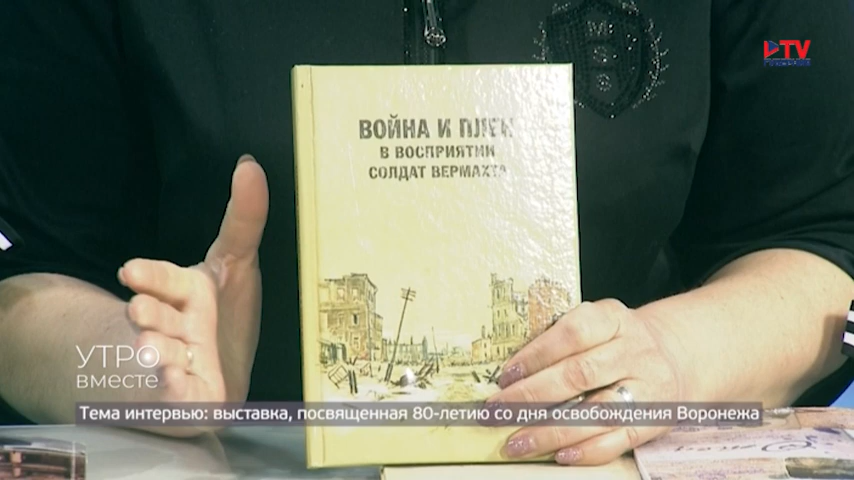 TV
ВОЙНА И ПЛЕН
В ВОСПРИЯТИИ
СОЛДАТ ВЕРМАХТА
УТРО
вместе
Тема интервью: выставка, посвященная 80-летию со дня освобождения Воронежа